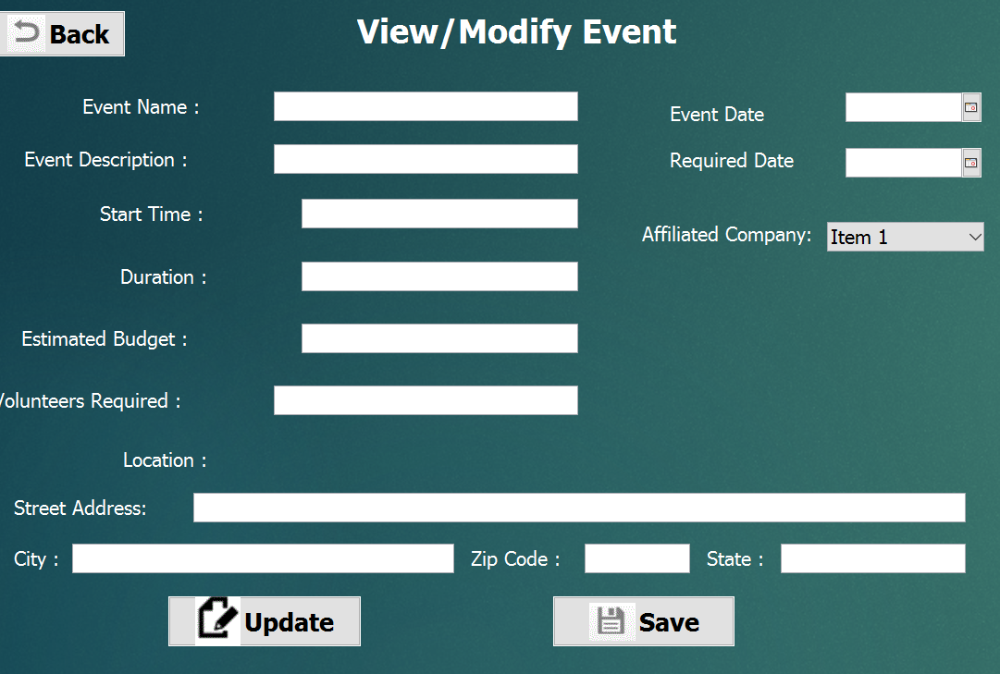 Back
View/Modify Event
Event Name :
Event Date
Event Description :
Required Date
Start Time :
Affiliated Company: Item 1
Duration :
Estimated Budget :
Volunteers Required :
Location :
Street Address:
City : Zip Code : State :
Update Save